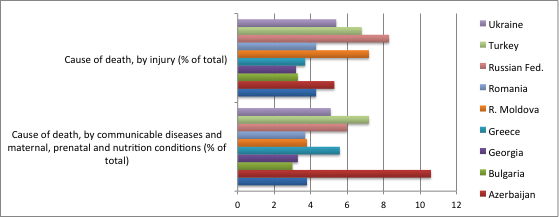 Cause of death, by injury (% of total)
Cause of death, by communicable diseases and
maternal, prenatal and nutrition conditions (% of
total)
0 2 4 6 8 10 12
Ukraine
Turkey
Russian Fed.
Romania
R. Moldova
Greece
Georgia
Bulgaria
Azerbaijan